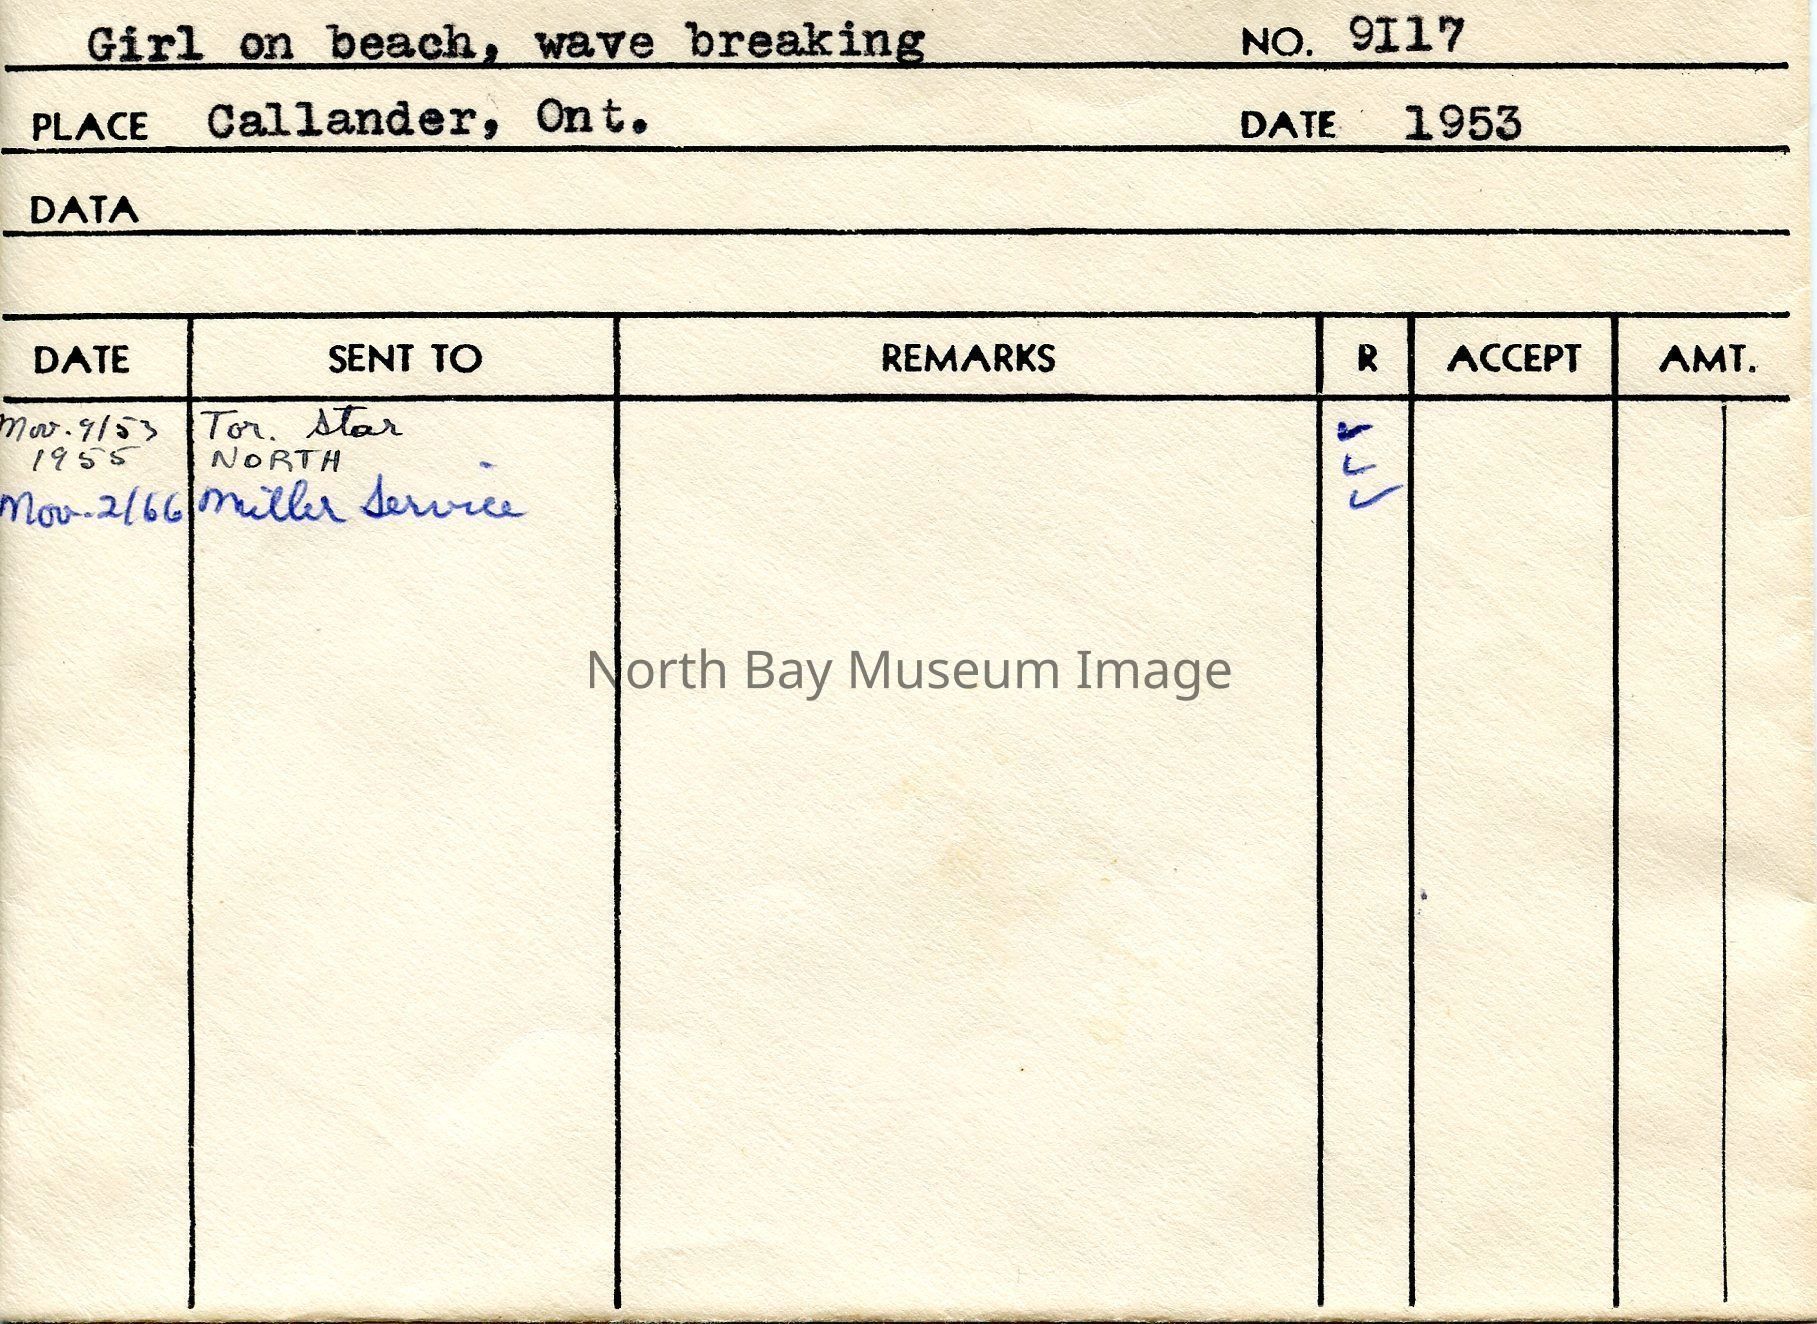 Girl on beach, wave breaking NO. 9I17
PLACE Callander, Ont. DATE 1953
DATA
DATE SENT TO REMARKS R ACCEPT AMT.
Nov. 9/53 Tor. Star ✓
1955 NORTH ✓
Nov. 2/66 Miller Service ✓
North Bay Museum Image